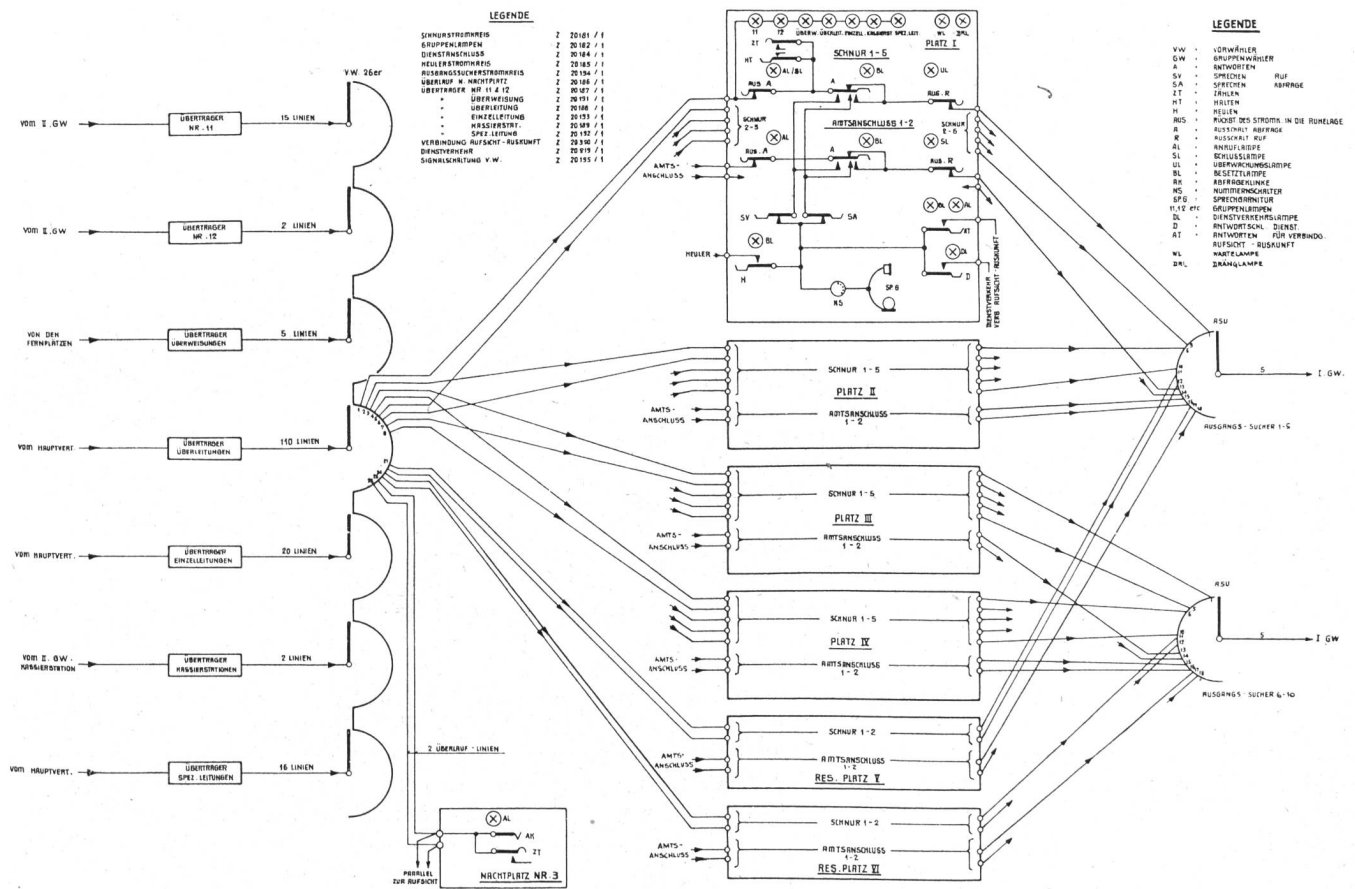 LEGENDE
SCHNURSTROMKREIS Z 20181 / 1
GRUPPENLAMPEN Z 20182 / 1
DIENSTANSCHLUSS Z 20184 / 1
HEULERSTROMKREIS Z 20185 / 1
AUSGANGSSUCHERSTROMKREIS Z 20194 / 1
ÜBERLAUF N. NACHTPLATZ Z 20186 / 1
ÜBERTRAGER NR 11 & 12 Z 20187 / 1
" ÜBERWEISUNG Z 20191 / 1
" ÜBERLEITUNG Z 20188 / 1
" EINZELLEITUNG Z 20193 / 1
" KASSIERSTAT. Z 20189 / 1
" SPEZ. LEITUNG Z 20192 / 1
VERBINDUNG AUFSICHT - AUSKUNFT
DIENSTVERKEHR
SIGNALSCHALTUNG V.W. Z 20195 / 1
LEGENDE
VW · VORWÄHLER
GW · GRUPPENWÄHLER
A · ANTWORTEN
SV · SPRECHEN RUF
SA · SPRECHEN ABFRAGE
ZT · ZÄHLEN
HT · HALTEN
H · HEULEN
AUS · RÜCKST DES STROMK. IN DIE RUHELAGE
A · AUSSCHALT ABFRAGE
R · AUSSCHALT RUF
AL · ANRUFLAMPE
SL · SCHLUSSLAMPE
UL · ÜBERWACHUNGSLAMPE
BL · BESETZTLAMPE
AK · ABFRAGEKLINKE
NS · NUMMERNSCHALTER
SP.G · SPRECHGARNITUR
11,12 etc GRUPPENLAMPEN
DL · DIENSTVERKEHRSLAMPE
D · ANTWORTSCHL. DIENST.
AT · ANTWORTEN FÜR VERBINDG.
AUFSICHT - AUSKUNFT
WL WARTELAMPE
DRL DRÄNGLAMPE
V.W. 26er
VOM II. GW
ÜBERTRAGER
NR. 11
15 LINIEN
VOM II. GW
ÜBERTRAGER
NR. 12
2 LINIEN
VON DEN
FERNPLÄTZEN
ÜBERTRAGER
ÜBERWEISUNGEN
5 LINIEN
VOM HAUPTVERT
ÜBERTRAGER
ÜBERLEITUNGEN
110 LINIEN
VOM HAUPTVERT.
ÜBERTRAGER
EINZELLEITUNGEN
20 LINIEN
VOM II. GW.
KASSIERSTATION
ÜBERTRAGER
KASSIERSTATIONEN
2 LINIEN
VOM HAUPTVERT.
ÜBERTRAGER
SPEZ. LEITUNGEN
16 LINIEN
2 ÜBERLAUF - LINIEN
AL
AK
ZT
NACHTPLATZ NR. 3
PARALLEL
ZUR AUFSICHT
11 12 ÜBERW. ÜBERLEIT. EINZELL. SPEZ. LEIT. WL DRL
PLATZ I
ZT
HT
SCHNUR 1 - 5
AL/BL BL UL
AUS A A AUS. R
SCHNUR
2 - 5
AMTSANSCHLUSS 1 - 2
AL BL SL
AUS. A A AUS. R
AMTS-
ANSCHLUSS
SV SA
BL AL
AT
DL
D
BL
HEULER
H
NS
SP.G
DIENSTVERKEHR
VERB AUFSICHT - AUSKUNFT
SCHNUR 1 - 5
PLATZ II
AMTS-
ANSCHLUSS
AMTSANSCHLUSS
1 - 2
SCHNUR 1 - 5
PLATZ III
AMTS-
ANSCHLUSS
AMTSANSCHLUSS
1 - 2
SCHNUR 1 - 5
PLATZ IV
AMTS-
ANSCHLUSS
AMTSANSCHLUSS
1 - 2
SCHNUR 1 - 2
AMTS-
ANSCHLUSS
AMTSANSCHLUSS
1-2
RES. PLATZ V
SCHNUR 1 - 2
AMTS-
ANSCHLUSS
AMTSANSCHLUSS
1-2
RES. PLATZ VI
ASU
5
I. GW.
AUSGANGS - SUCHER 1-5
ASU
5
I GW
AUSGANGS - SUCHER 6-10